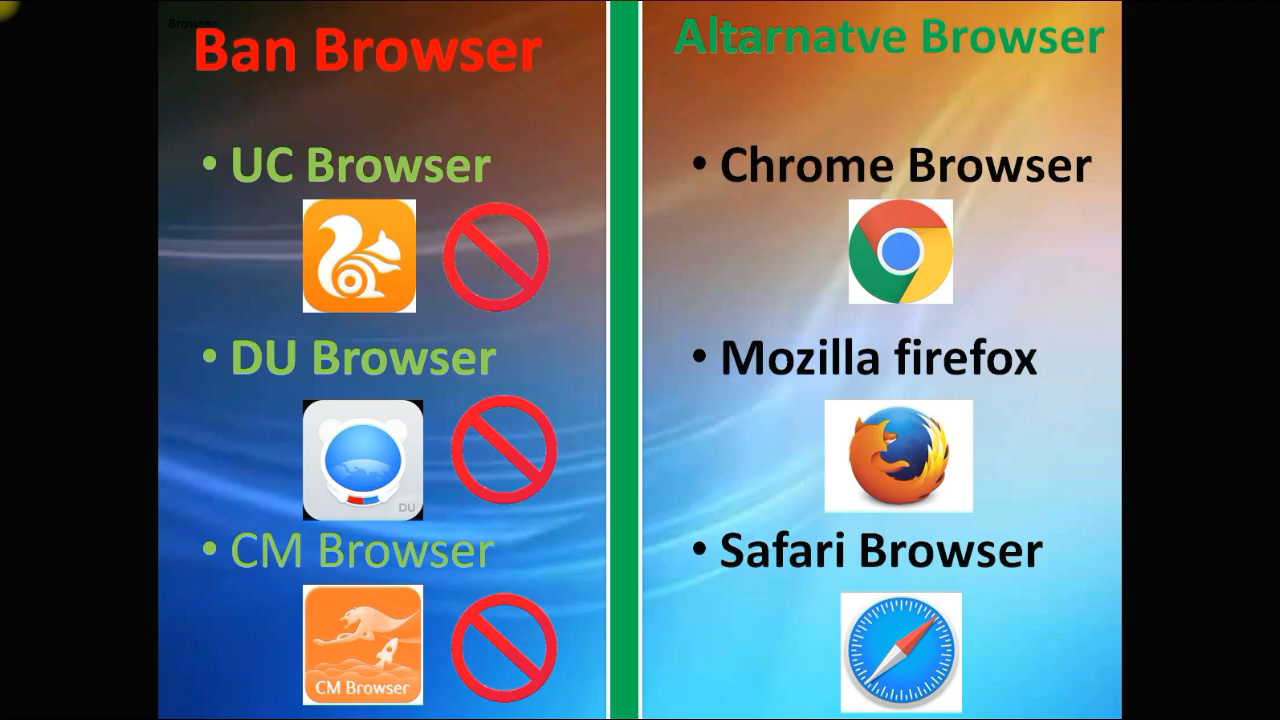 Browser
Ban Browser
• UC Browser
• DU Browser
DU
• CM Browser
CM Browser
Altarnatve Browser
• Chrome Browser
• Mozilla firefox
• Safari Browser